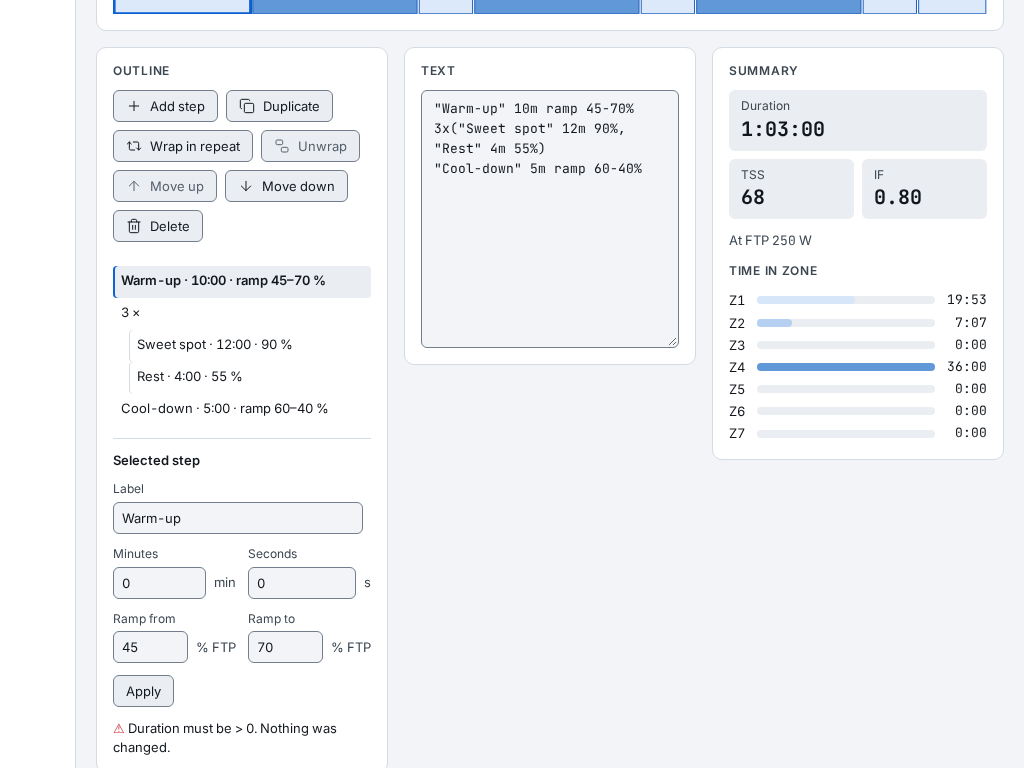 OUTLINE
Add step
Duplicate
Wrap in repeat
Unwrap
Move up
Move down
Delete
Warm-up · 10:00 · ramp 45–70 %
3 ×
Sweet spot · 12:00 · 90 %
Rest · 4:00 · 55 %
Cool-down · 5:00 · ramp 60–40 %
Selected step
Label
Warm-up
Minutes
Seconds
0 min
0 s
Ramp from
Ramp to
45 % FTP
70 % FTP
Apply
⚠ Duration must be > 0. Nothing was
changed.
TEXT
"Warm-up" 10m ramp 45-70%
3x("Sweet spot" 12m 90%,
"Rest" 4m 55%)
"Cool-down" 5m ramp 60-40%
SUMMARY
Duration
1:03:00
TSS
68
IF
0.80
At FTP 250 W
TIME IN ZONE
Z1 19:53
Z2 7:07
Z3 0:00
Z4 36:00
Z5 0:00
Z6 0:00
Z7 0:00